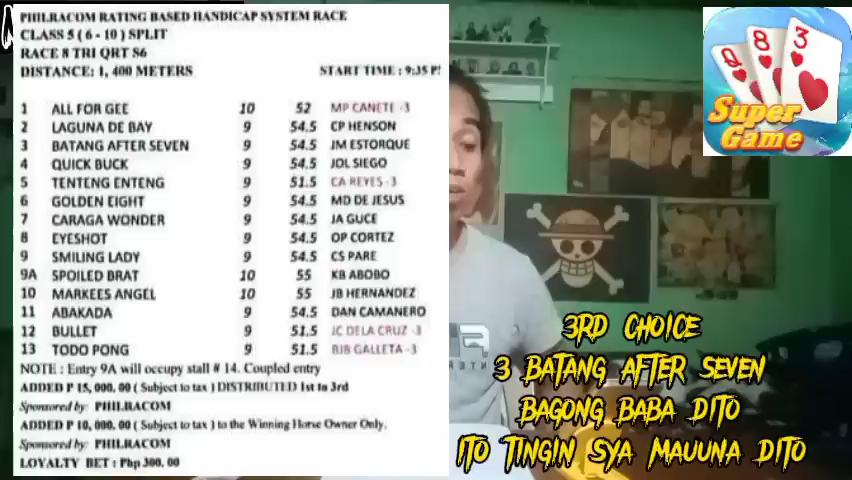 PHILRACOM RATING BASED HANDICAP SYSTEM RACE
CLASS 5 ( 6 - 10 ) SPLIT
RACE 8 TRI QRT S6
DISTANCE: 1, 400 METERS START TIME : 9:35 P!
1 ALL FOR GEE 10 52 MP CANETE -3
2 LAGUNA DE BAY 9 54.5 CP HENSON
3 BATANG AFTER SEVEN 9 54.5 JM ESTORQUE
4 QUICK BUCK 9 54.5 JOL SIEGO
5 TENTENG ENTENG 9 51.5 CA REYES -3
6 GOLDEN EIGHT 9 54.5 MD DE JESUS
7 CARAGA WONDER 9 54.5 JA GUCE
8 EYESHOT 9 54.5 OP CORTEZ
9 SMILING LADY 9 54.5 CS PARE
9A SPOILED BRAT 10 55 KB ABOBO
10 MARKEES ANGEL 10 55 JB HERNANDEZ
11 ABAKADA 9 54.5 DAN CAMANERO
12 BULLET 9 51.5 JC DELA CRUZ -3
13 TODO PONG 9 51.5 BJB GALLETA -3
NOTE : Entry 9A will occupy stall # 14. Coupled entry
ADDED P 15, 000. 00 ( Subject to tax ) DISTRIBUTED 1st to 3rd
Sponsored by: PHILRACOM
ADDED P 10, 000. 00 ( Subject to tax ) to the Winning Horse Owner Only.
Sponsored by: PHILRACOM
LOYALTY BET : Php 300. 00
Q 8 3
Super
Game
3RD CHOICE
3 BATANG AFTER SEVEN
BAGONG BABA DITO
ITO TINGIN SYA MAUUNA DITO